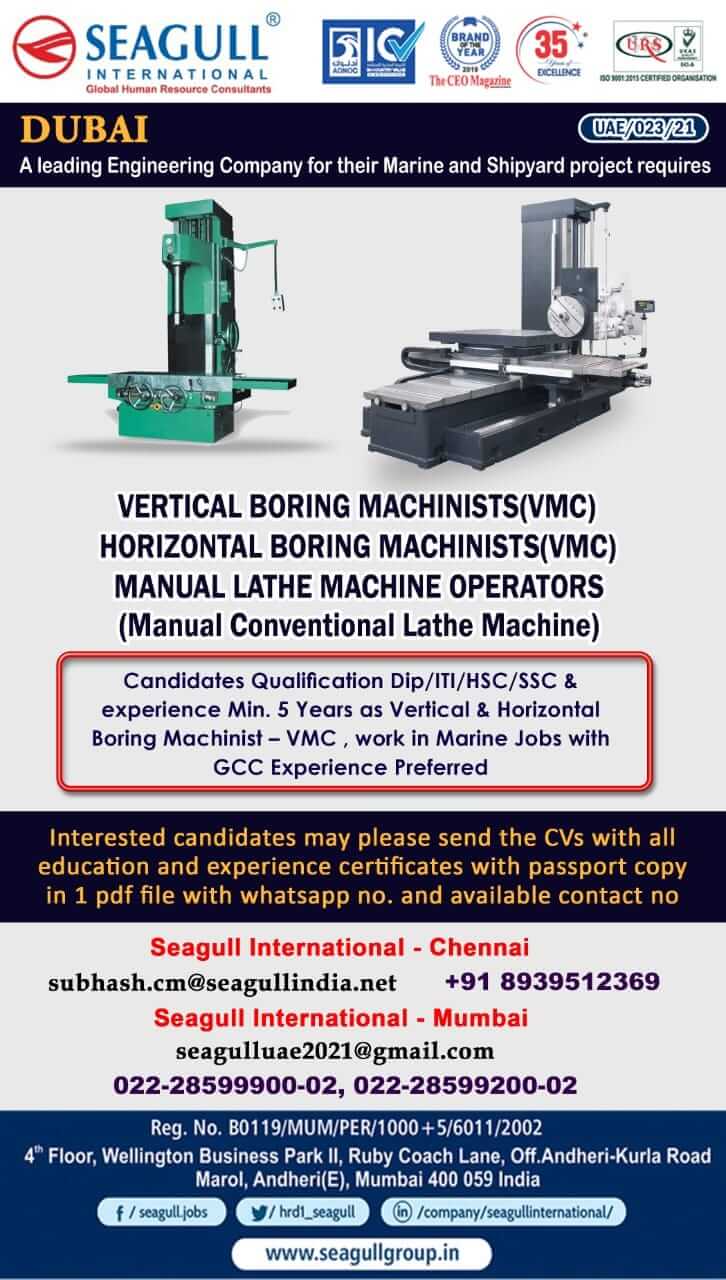 SEAGULL®
INTERNATIONAL
Global Human Resource Consultants
ADNOC
BRAND
OF THE
YEAR
2019
The CEO Magazine
35
Years of
EXCELLENCE
URS
UKAS
ISO 9001:2015 CERTIFIED ORGANISATION
DUBAI
UAE/023/21
A leading Engineering Company for their Marine and Shipyard project requires
VERTICAL BORING MACHINISTS(VMC)
HORIZONTAL BORING MACHINISTS(VMC)
MANUAL LATHE MACHINE OPERATORS
(Manual Conventional Lathe Machine)
Candidates Qualification Dip/ITI/HSC/SSC &
experience Min. 5 Years as Vertical & Horizontal
Boring Machinist – VMC , work in Marine Jobs with
GCC Experience Preferred
Interested candidates may please send the CVs with all
education and experience certificates with passport copy
in 1 pdf file with whatsapp no. and available contact no
Seagull International - Chennai
subhash.cm@seagullindia.net +91 8939512369
Seagull International - Mumbai
seagulluae2021@gmail.com
022-28599900-02, 022-28599200-02
Reg. No. B0119/MUM/PER/1000+5/6011/2002
4th Floor, Wellington Business Park II, Ruby Coach Lane, Off.Andheri-Kurla Road
Marol, Andheri(E), Mumbai 400 059 India
f / seagull.jobs
/ hrd1_seagull
in /company/seagullinternational/
www.seagullgroup.in